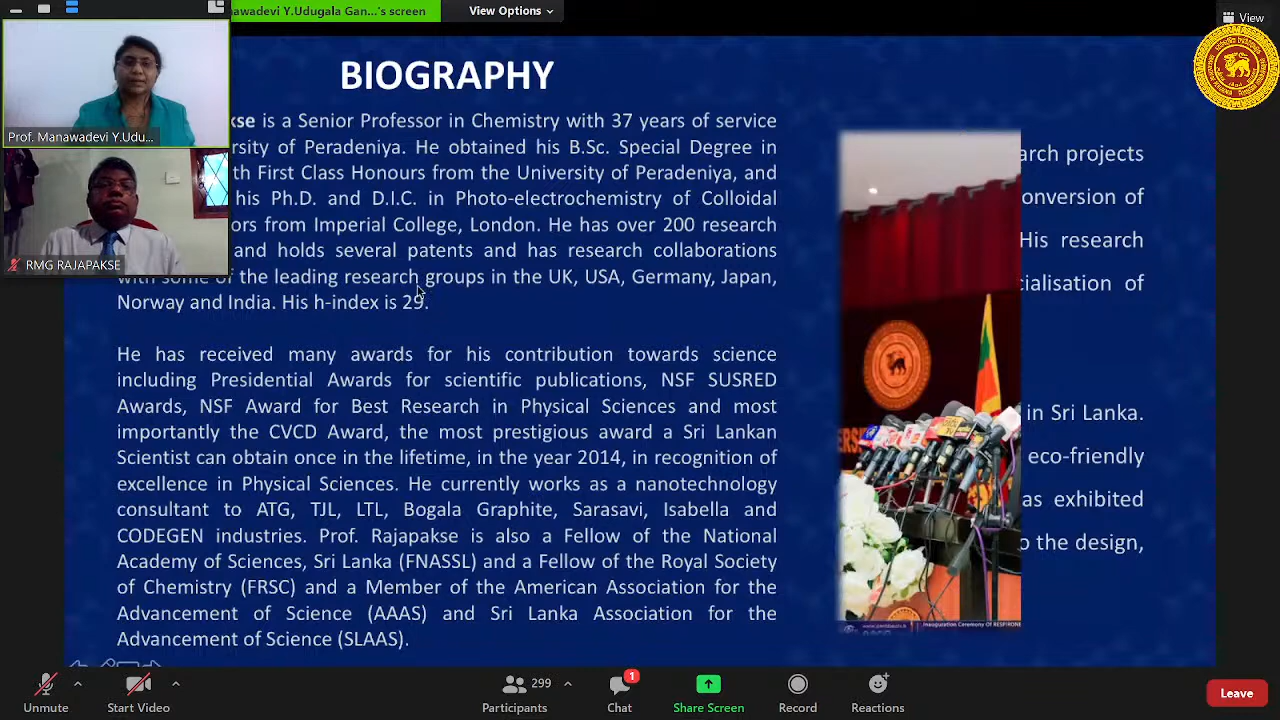 nawadevi Y.Udugala Gan...'s screen
View Options
View
Prof. Manawadevi Y.Udu...
RMG RAJAPAKSE
BIOGRAPHY
kse is a Senior Professor in Chemistry with 37 years of service
rsity of Peradeniya. He obtained his B.Sc. Special Degree in
th First Class Honours from the University of Peradeniya, and
his Ph.D. and D.I.C. in Photo-electrochemistry of Colloidal
tors from Imperial College, London. He has over 200 research
and holds several patents and has research collaborations
with some of the leading research groups in the UK, USA, Germany, Japan,
Norway and India. His h-index is 29.
He has received many awards for his contribution towards science
including Presidential Awards for scientific publications, NSF SUSRED
Awards, NSF Award for Best Research in Physical Sciences and most
importantly the CVCD Award, the most prestigious award a Sri Lankan
Scientist can obtain once in the lifetime, in the year 2014, in recognition of
excellence in Physical Sciences. He currently works as a nanotechnology
consultant to ATG, TJL, LTL, Bogala Graphite, Sarasavi, Isabella and
CODEGEN industries. Prof. Rajapakse is also a Fellow of the National
Academy of Sciences, Sri Lanka (FNASSL) and a Fellow of the Royal Society
of Chemistry (FRSC) and a Member of the American Association for the
Advancement of Science (AAAS) and Sri Lanka Association for the
Advancement of Science (SLAAS).
arch projects
onversion of
His research
ialisation of
in Sri Lanka.
eco-friendly
as exhibited
o the design,
Inauguration Ceremony Of RESPIRONE
Unmute
Start Video
299
Participants
1
Chat
Share Screen
Record
Reactions
Leave